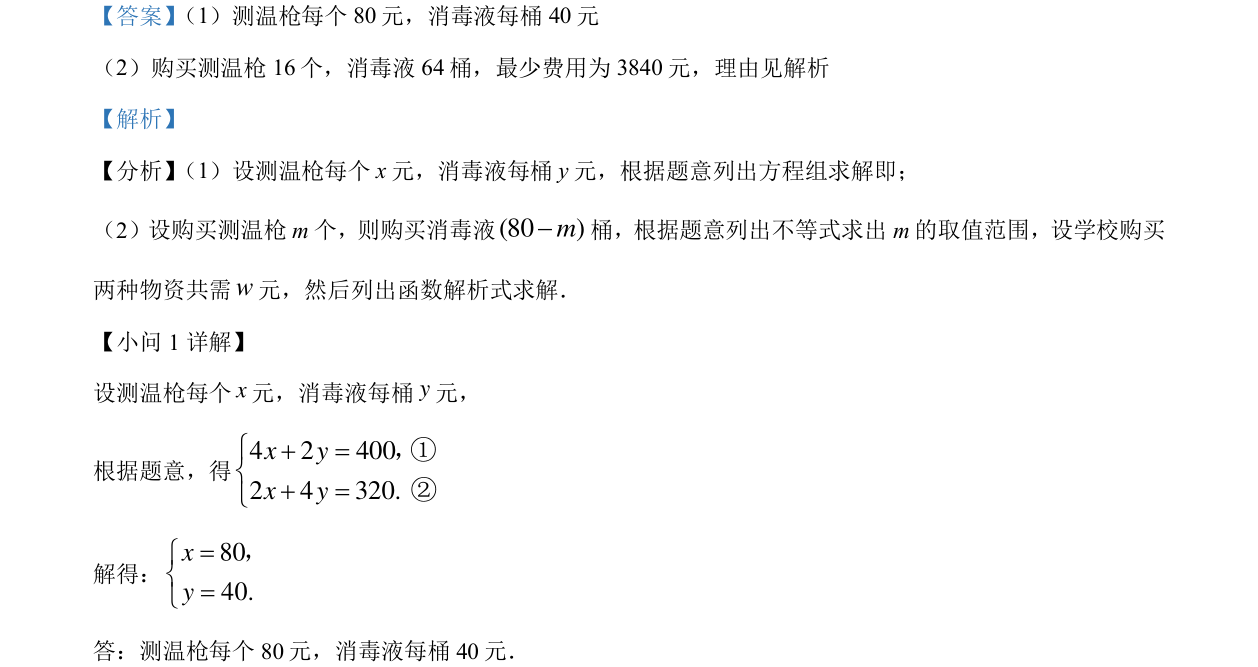 【答案】（1）测温枪每个 80 元，消毒液每桶 40 元
（2）购买测温枪 16 个，消毒液 64 桶，最少费用为 3840 元，理由见解析
【解析】
【分析】（1）设测温枪每个 x 元，消毒液每桶 y 元，根据题意列出方程组求解即；
（2）设购买测温枪 m 个，则购买消毒液 (80－m) 桶，根据题意列出不等式求出 m 的取值范围，设学校购买
两种物资共需 w 元，然后列出函数解析式求解．
【小问 1 详解】
设测温枪每个 x 元，消毒液每桶 y 元，
根据题意，得 {4x + 2y = 400，①
2x + 4y = 320. ②
解得： {x = 80，
y = 40.
答：测温枪每个 80 元，消毒液每桶 40 元．